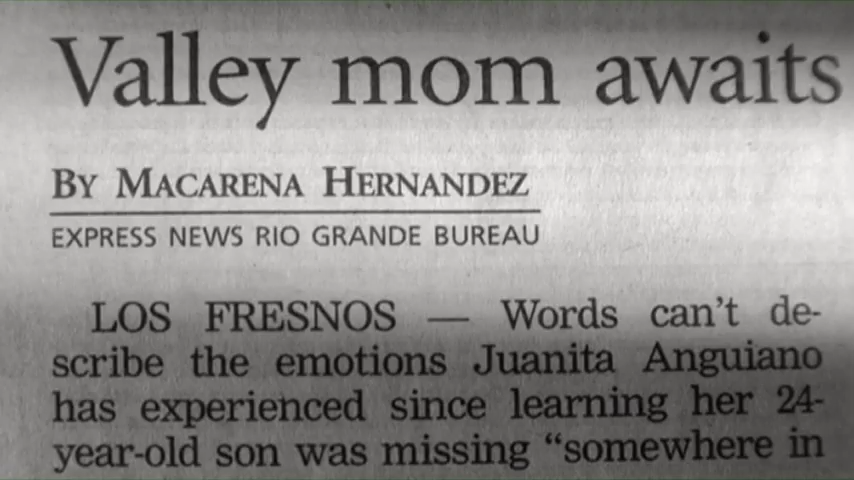 Valley mom awaits
BY MACARENA HERNANDEZ
EXPRESS NEWS RIO GRANDE BUREAU
LOS FRESNOS — Words can't de-
scribe the emotions Juanita Anguiano
has experienced since learning her 24-
year-old son was missing “somewhere in